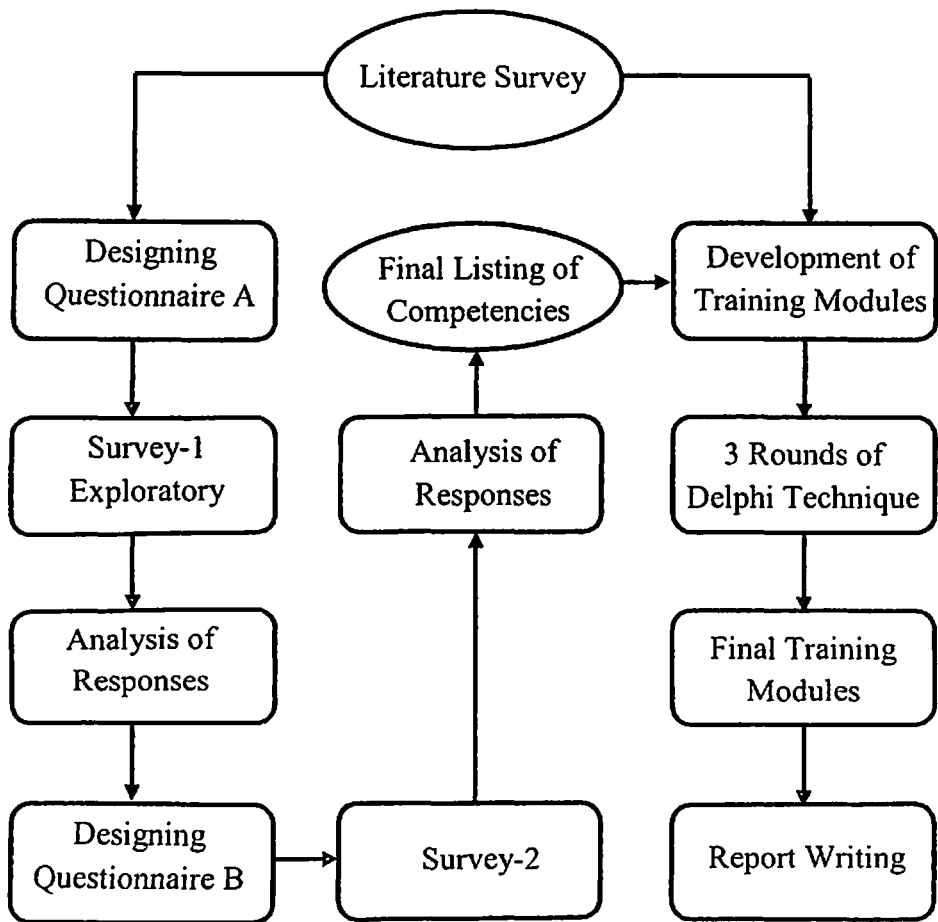 Literature Survey
Designing
Questionnaire A
Final Listing of
Competencies
Development of
Training Modules
Survey-1
Exploratory
Analysis of
Responses
3 Rounds of
Delphi Technique
Analysis of
Responses
Final Training
Modules
Designing
Questionnaire B
Survey-2
Report Writing